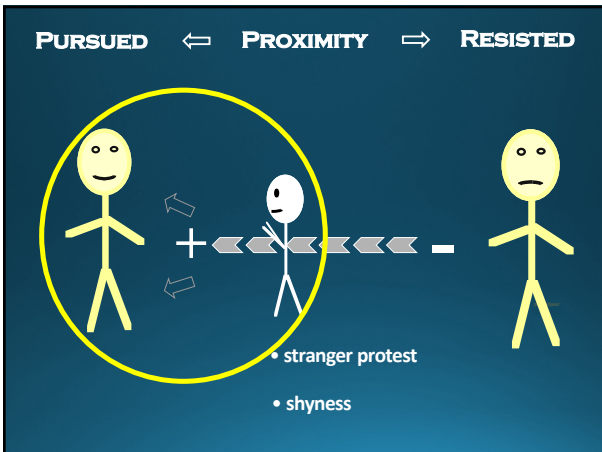 PURSUED ⇐ PROXIMITY ⇒ RESISTED
+ -
• stranger protest
• shyness